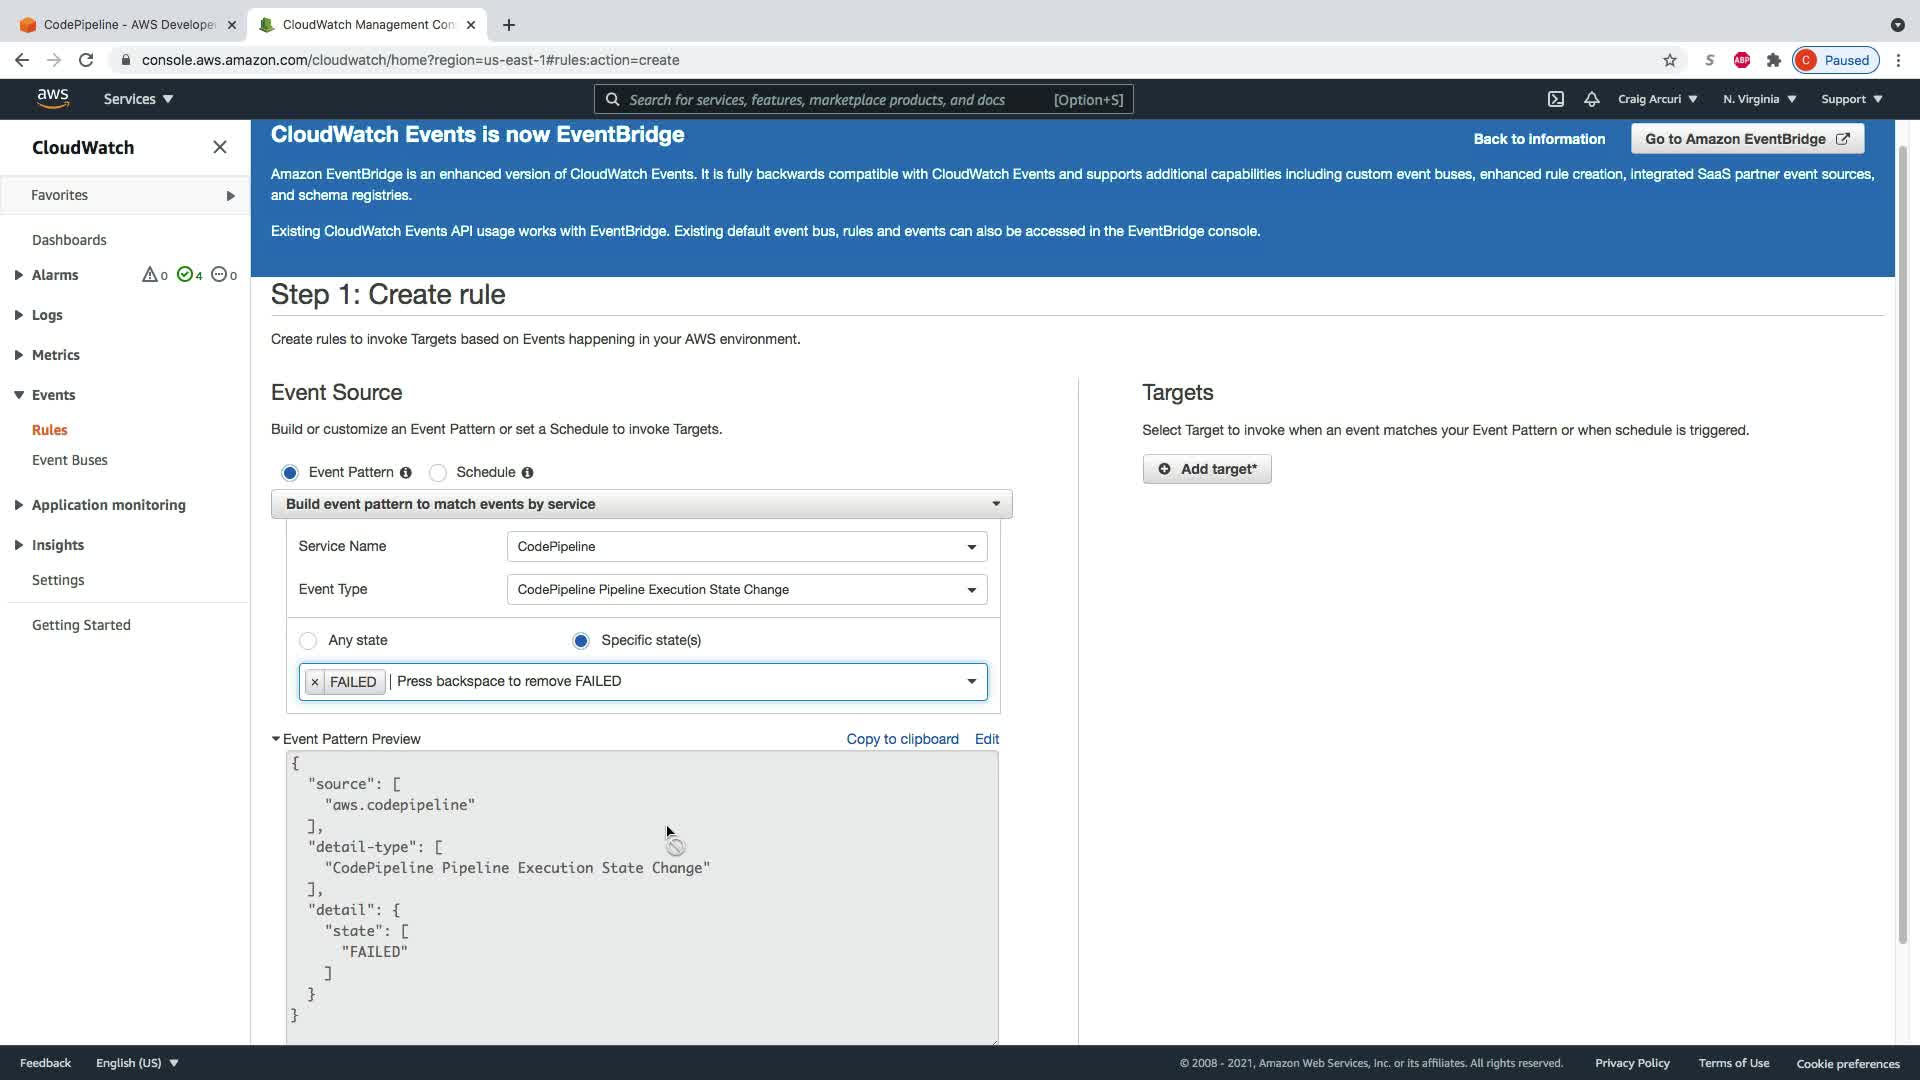 CodePipeline - AWS Develope
CloudWatch Management Con
console.aws.amazon.com/cloudwatch/home?region=us-east-1#rules:action=create
S
ABP
C
Paused
aws
Services
Search for services, features, marketplace products, and docs
[Option+S]
Craig Arcuri
N. Virginia
Support
CloudWatch
Favorites
Dashboards
Alarms
0
4
0
Logs
Metrics
Events
Rules
Event Buses
Application monitoring
Insights
Settings
Getting Started
CloudWatch Events is now EventBridge
Back to information
Go to Amazon EventBridge
Amazon EventBridge is an enhanced version of CloudWatch Events. It is fully backwards compatible with CloudWatch Events and supports additional capabilities including custom event buses, enhanced rule creation, integrated SaaS partner event sources,
and schema registries.
Existing CloudWatch Events API usage works with EventBridge. Existing default event bus, rules and events can also be accessed in the EventBridge console.
Step 1: Create rule
Create rules to invoke Targets based on Events happening in your AWS environment.
Event Source
Build or customize an Event Pattern or set a Schedule to invoke Targets.
Event Pattern
Schedule
Build event pattern to match events by service
Service Name
CodePipeline
Event Type
CodePipeline Pipeline Execution State Change
Any state
Specific state(s)
× FAILED
Press backspace to remove FAILED
Event Pattern Preview
Copy to clipboard
Edit
{
"source": [
"aws.codepipeline"
],
"detail-type": [
"CodePipeline Pipeline Execution State Change"
],
"detail": {
"state": [
"FAILED"
]
}
}
Targets
Select Target to invoke when an event matches your Event Pattern or when schedule is triggered.
Add target*
Feedback
English (US)
© 2008 - 2021, Amazon Web Services, Inc. or its affiliates. All rights reserved.
Privacy Policy
Terms of Use
Cookie preferences